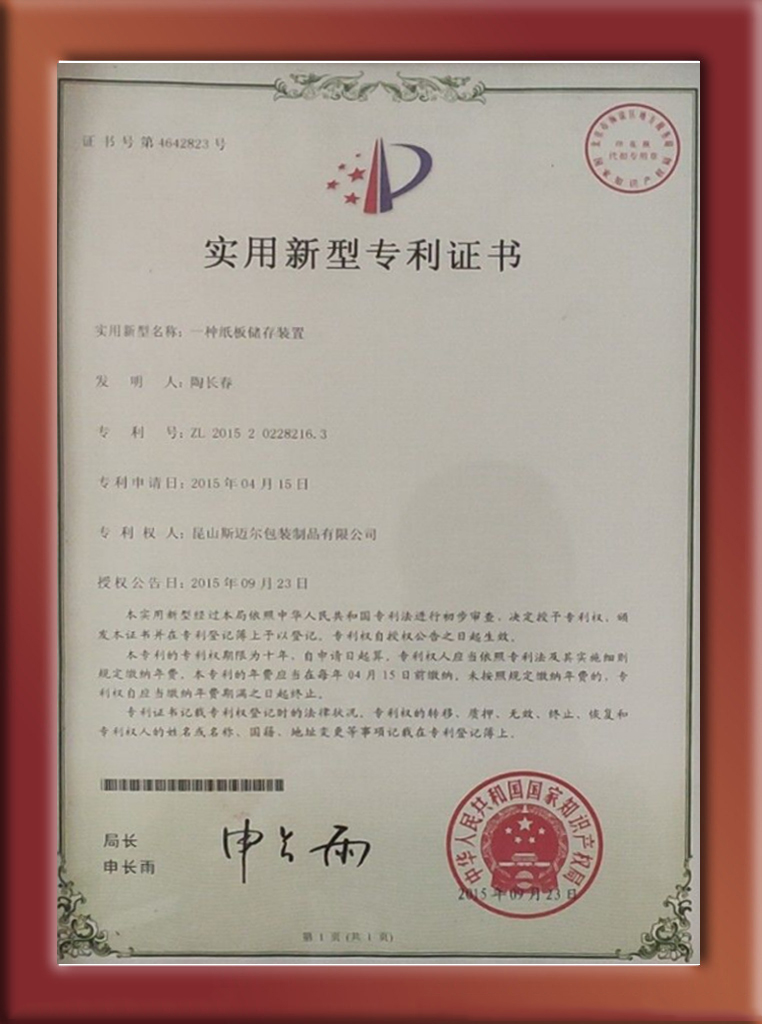 证书号第4642823号
印花税
代扣专用章
国家知识产权局
实用新型专利证书
实用新型名称：一种纸板储存装置
发 明 人：陶长春
专 利 号：ZL 2015 2 0228216.3
专利申请日：2015年04月15日
专 利 权 人：昆山斯迈尔包装制品有限公司
授权公告日：2015年09月23日
本实用新型经过本局依照中华人民共和国专利法进行初步审查，决定授予专利权，颁
发本证书并在专利登记簿上予以登记。专利权自授权公告之日起生效。
本专利的专利权期限为十年，自申请日起算。专利权人应当依照专利法及其实施细则
规定缴纳年费。本专利的年费应当在每年04月15日前缴纳。未按照规定缴纳年费的，专
利权自应当缴纳年费期满之日起终止。
专利证书记载专利权登记时的法律状况。专利权的转移、质押、无效、终止、恢复和
专利权人的姓名或名称、国籍、地址变更等事项记载在专利登记簿上。
局长
申长雨
申长雨
中华人民共和国国家知识产权局
2015年09月23日
第1页(共1页)